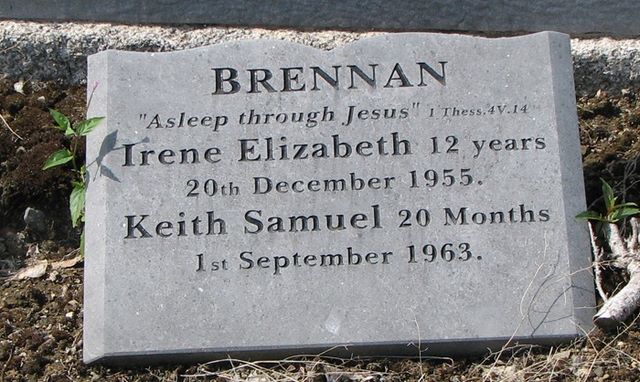 BRENNAN
"Asleep through Jesus" 1 Thess.4V.14
Irene Elizabeth 12 years
20th December 1955.
Keith Samuel 20 Months
1st September 1963.